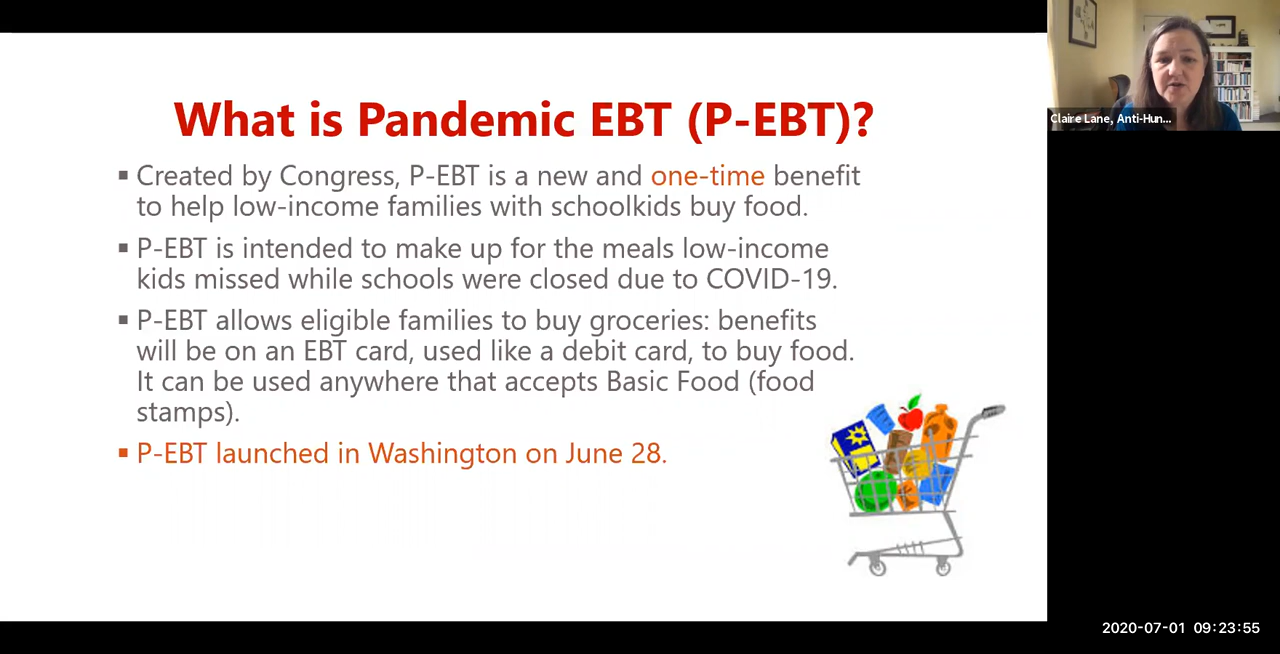 What is Pandemic EBT (P-EBT)?
▪ Created by Congress, P-EBT is a new and one-time benefit
to help low-income families with schoolkids buy food.
▪ P-EBT is intended to make up for the meals low-income
kids missed while schools were closed due to COVID-19.
▪ P-EBT allows eligible families to buy groceries: benefits
will be on an EBT card, used like a debit card, to buy food.
It can be used anywhere that accepts Basic Food (food
stamps).
▪ P-EBT launched in Washington on June 28.
Claire Lane, Anti-Hun...
2020-07-01 09:23:55